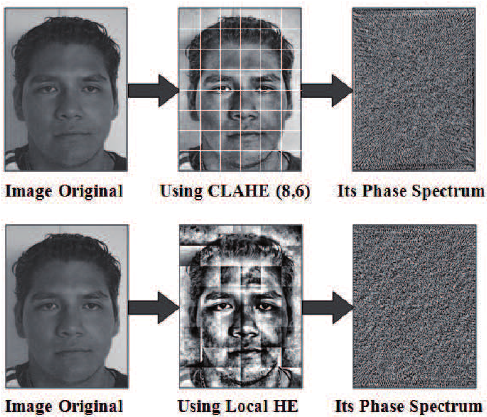 Image Original Using CLAHE (8,6) Its Phase Spectrum
Image Original Using Local HE Its Phase Spectrum